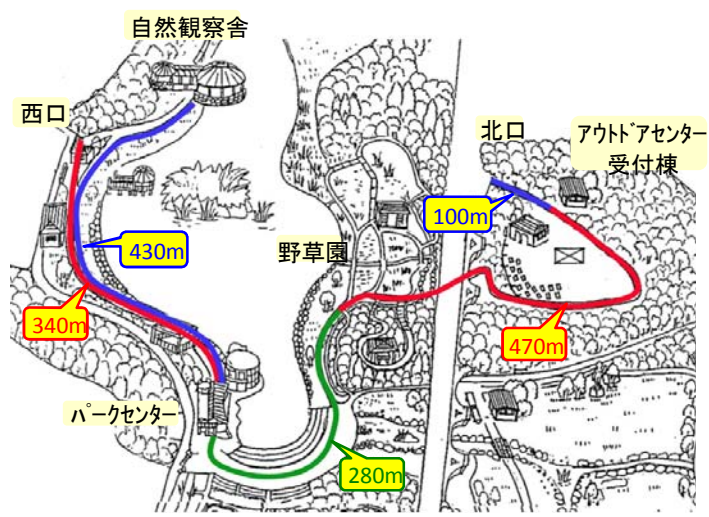 自然観察舎
西口
北口
アウトドアセンター
受付棟
100m
430m
野草園
340m
470m
パークセンター
280m